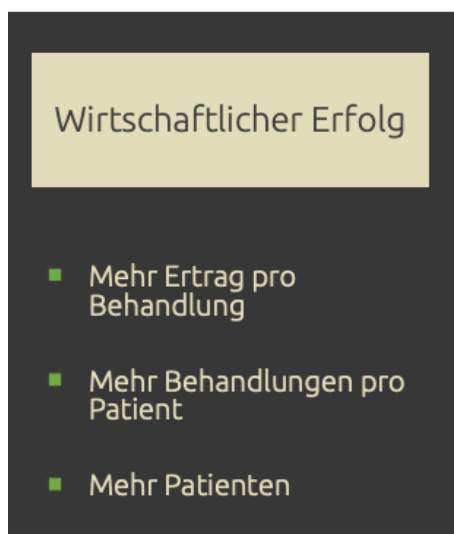 Wirtschaftlicher Erfolg
Mehr Ertrag pro
Behandlung
Mehr Behandlungen pro
Patient
Mehr Patienten